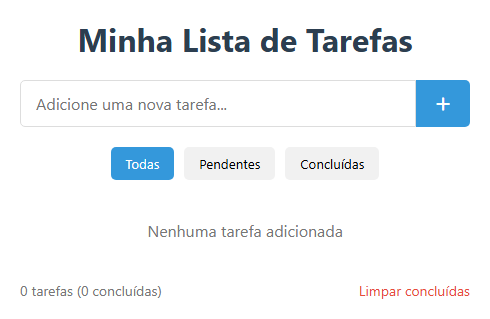 Minha Lista de Tarefas
Adicione uma nova tarefa... +
Todas Pendentes Concluídas
Nenhuma tarefa adicionada
0 tarefas (0 concluídas) Limpar concluídas